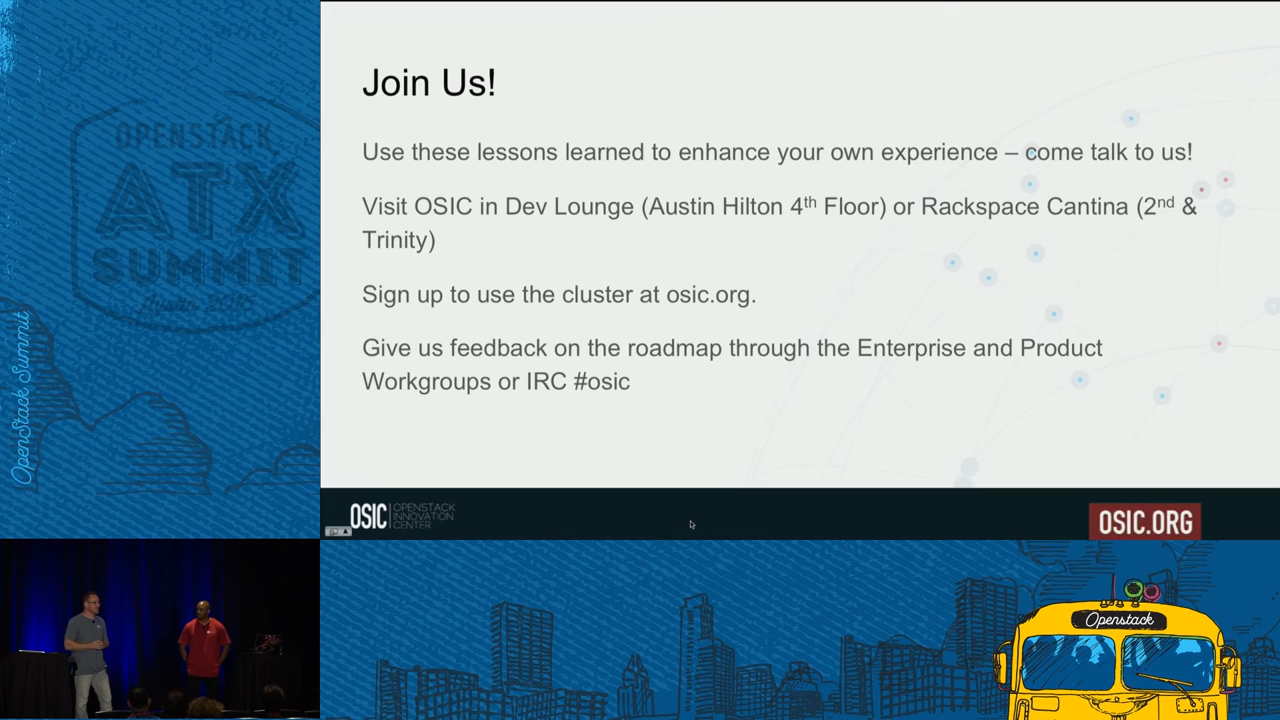 OPENSTACK
ATX
SUMMIT
OpenStack Summit
Join Us!
Use these lessons learned to enhance your own experience – come talk to us!
Visit OSIC in Dev Lounge (Austin Hilton 4th Floor) or Rackspace Cantina (2nd &
Trinity)
Sign up to use the cluster at osic.org.
Give us feedback on the roadmap through the Enterprise and Product
Workgroups or IRC #osic
OSIC
OPENSTACK
INNOVATION
CENTER
OSIC.ORG
Openstack